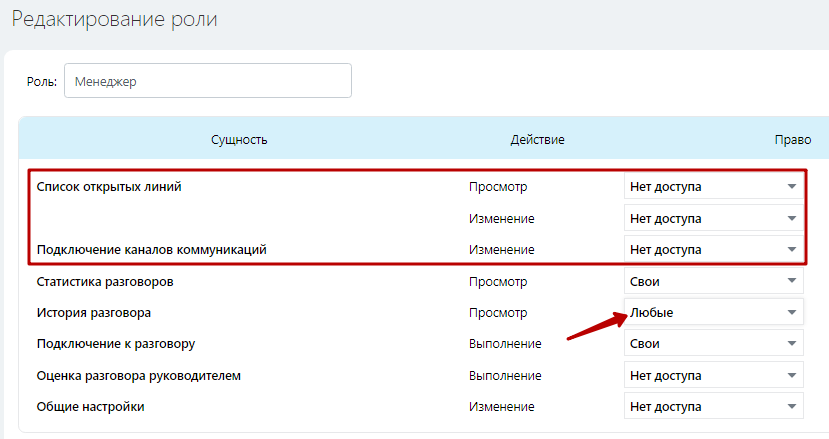 Редактирование роли
Роль: Менеджер
Сущность Действие Право
Список открытых линий Просмотр Нет доступа
Изменение Нет доступа
Подключение каналов коммуникаций Изменение Нет доступа
Статистика разговоров Просмотр Свои
История разговора Просмотр Любые
Подключение к разговору Выполнение Свои
Оценка разговора руководителем Выполнение Нет доступа
Общие настройки Изменение Нет доступа